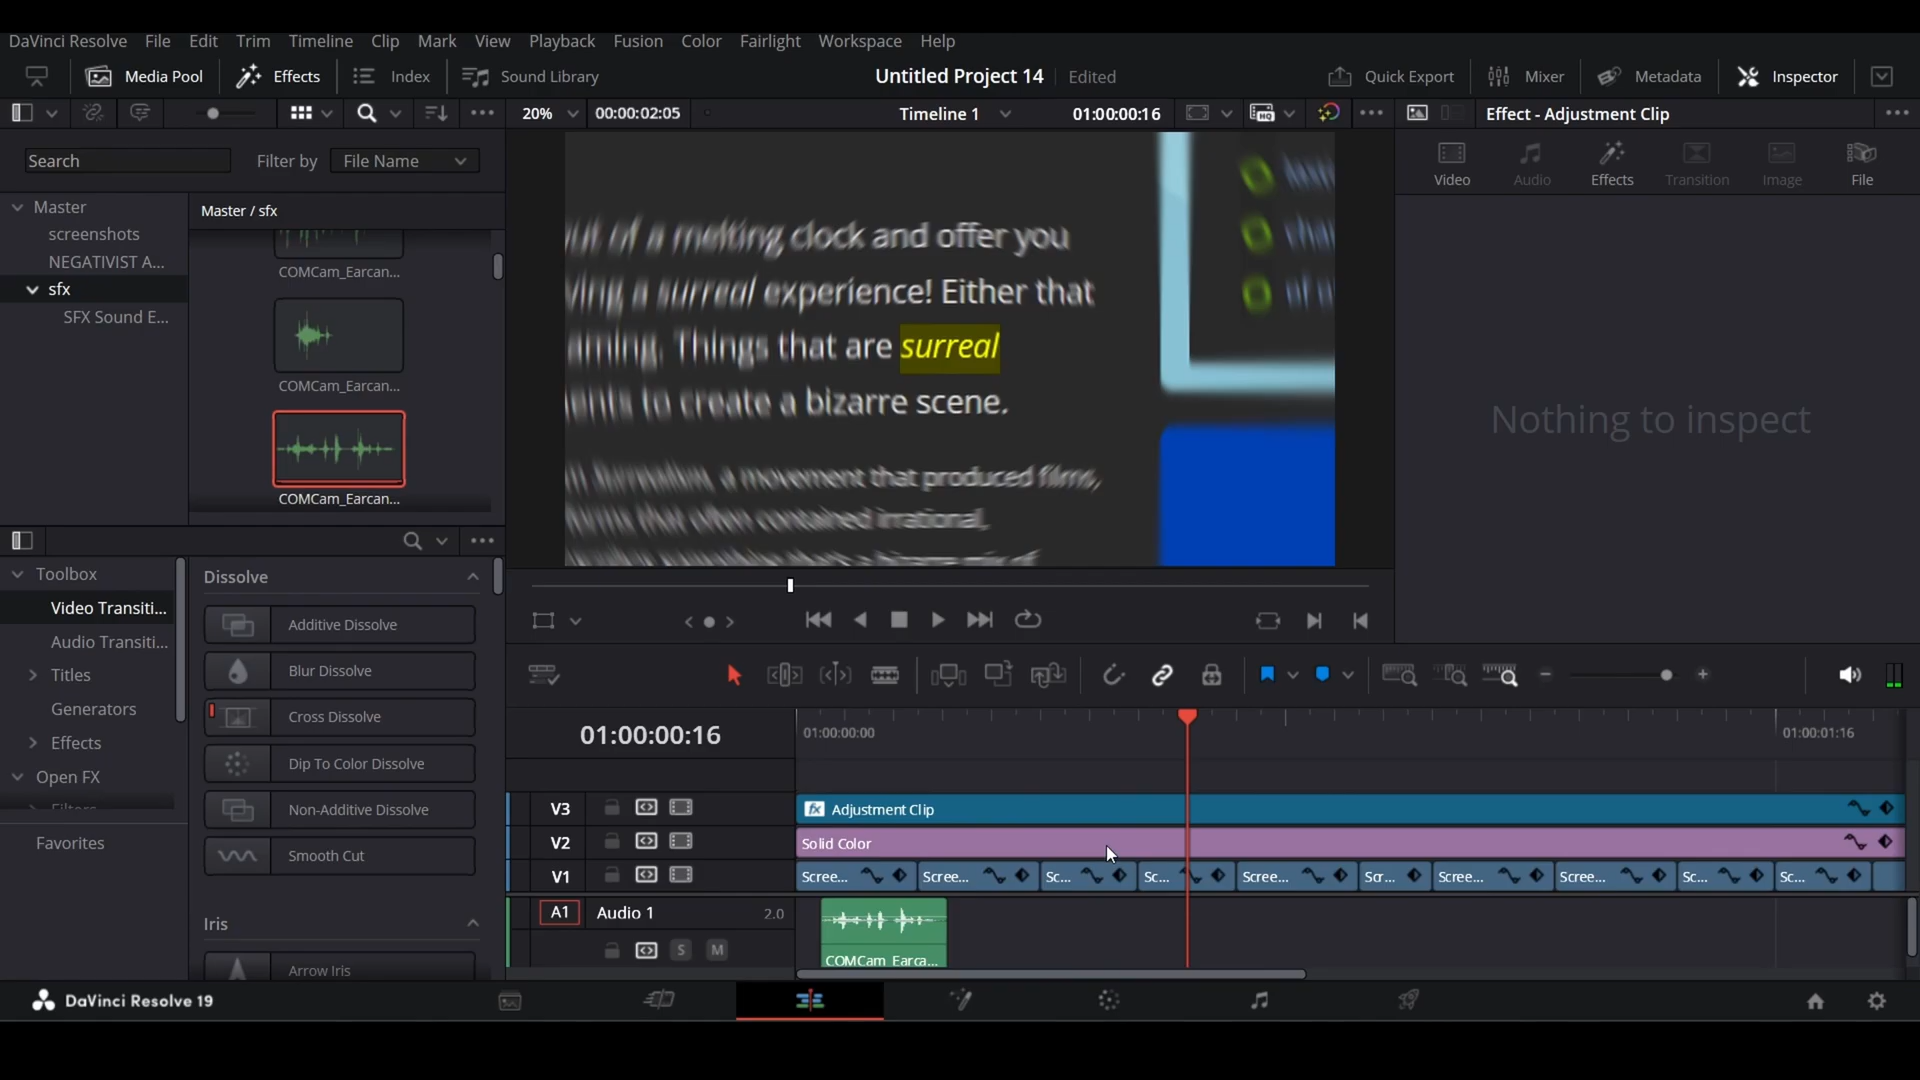 DaVinci Resolve File Edit Trim Timeline Clip Mark View Playback Fusion Color Fairlight Workspace Help
Media Pool Effects Index Sound Library Untitled Project 14 Edited Quick Export Mixer Metadata Inspector
20% 00:00:02:05 Timeline 1 01:00:00:16 HQ Effect - Adjustment Clip
Search Filter by File Name
Video Audio Effects Transition Image File
Master
screenshots
NEGATIVIST A...
sfx
SFX Sound E...
Master / sfx
COMCam_Earcan...
COMCam_Earcan...
COMCam_Earcan...
of a melting clock and offer you
a surreal experience! Either that
Things that are surreal
to create a bizarre scene.
a movement that produced films,
that often contained irrational,
Nothing to inspect
Toolbox
Video Transiti...
Audio Transiti...
Titles
Generators
Effects
Open FX
Filters
Favorites
Dissolve
Additive Dissolve
Blur Dissolve
Cross Dissolve
Dip To Color Dissolve
Non-Additive Dissolve
Smooth Cut
Iris
Arrow Iris
01:00:00:16 01:00:00:00 01:00:01:16
V3 fx Adjustment Clip
V2 Solid Color
V1 Scree... Scree... Sc... Sc... Scree... Scr... Scree... Scree... Sc... Sc...
A1 Audio 1 2.0
S M COMCam_Earca...
DaVinci Resolve 19